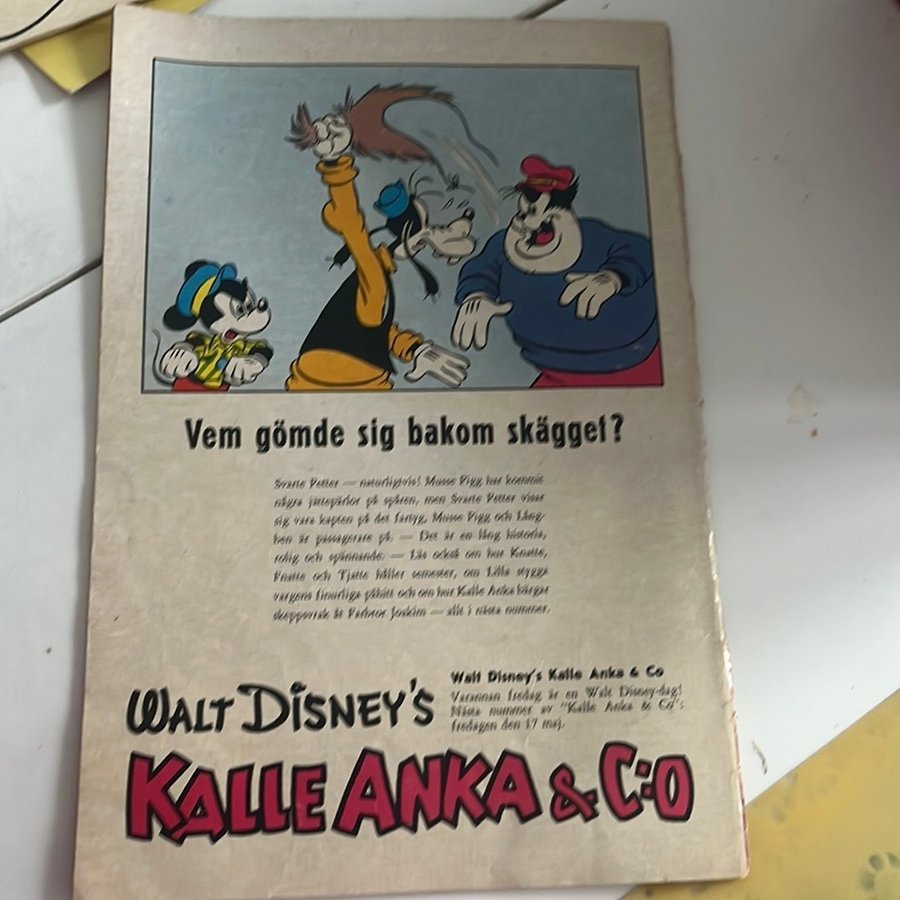 Vem gömde sig bakom skägget?
Svarte Petter — naturligtvis! Musse Pigg har kommit
några jättepärlor på spåren, men Svarte Petter visar
sig vara kapten på det fartyg, Musse Pigg och Lång-
ben är passagerare på. — Det är en lång historia,
rolig och spännande. — Läs också om hur Knatte,
Fnatte och Tjatte håller semester, om Lilla stygga
vargens finurliga påhitt och om hur Kalle Anka bärgar
skeppsvrak åt Farbror Joakim — allt i nästa nummer.
Walt Disney's Kalle Anka & Co
Varannan fredag är en Walt Disney-dag!
Nästa nummer av "Kalle Anka & Co":
fredagen den 17 maj.
WALT DISNEY'S
KALLE ANKA & C:O